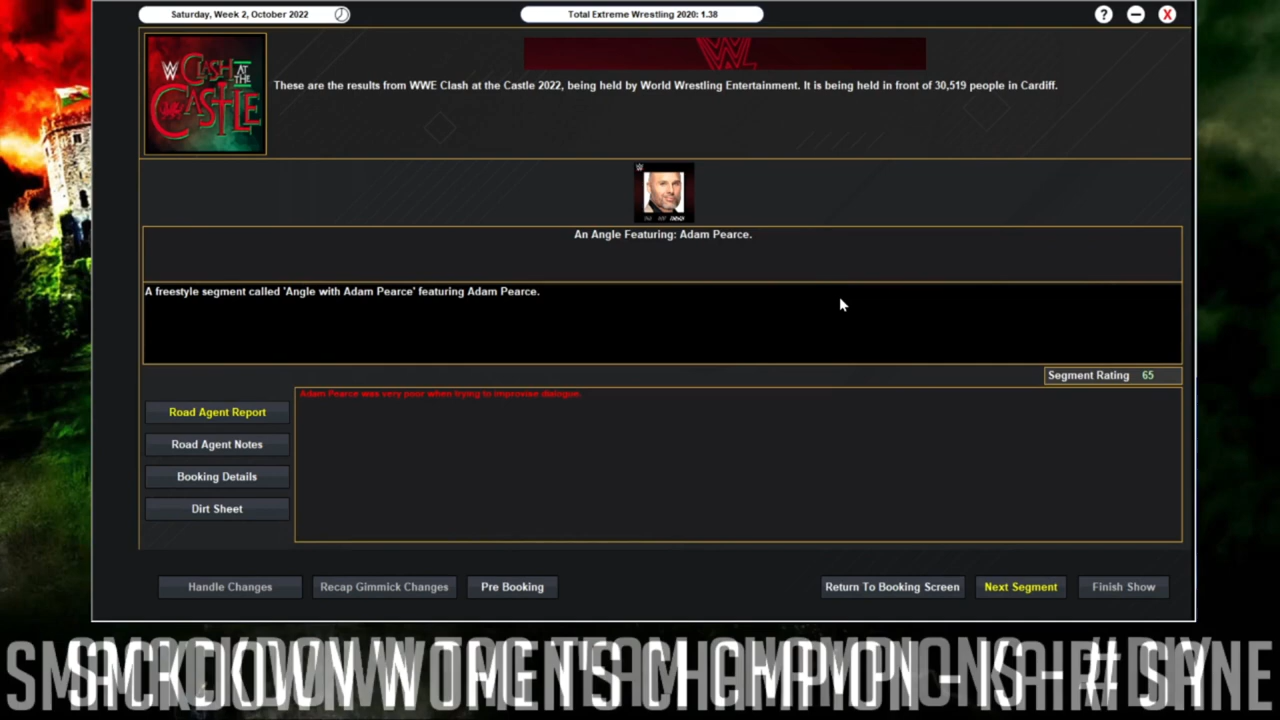 Saturday, Week 2, October 2022
Total Extreme Wrestling 2020: 1.38
?
X
W
CLASH AT THE CASTLE
These are the results from WWE Clash at the Castle 2022, being held by World Wrestling Entertainment. It is being held in front of 30,519 people in Cardiff.
An Angle Featuring: Adam Pearce.
A freestyle segment called 'Angle with Adam Pearce' featuring Adam Pearce.
Segment Rating 65
Adam Pearce was very poor when trying to improvise dialogue.
Road Agent Report
Road Agent Notes
Booking Details
Dirt Sheet
Handle Changes
Recap Gimmick Changes
Pre Booking
Return To Booking Screen
Next Segment
Finish Show